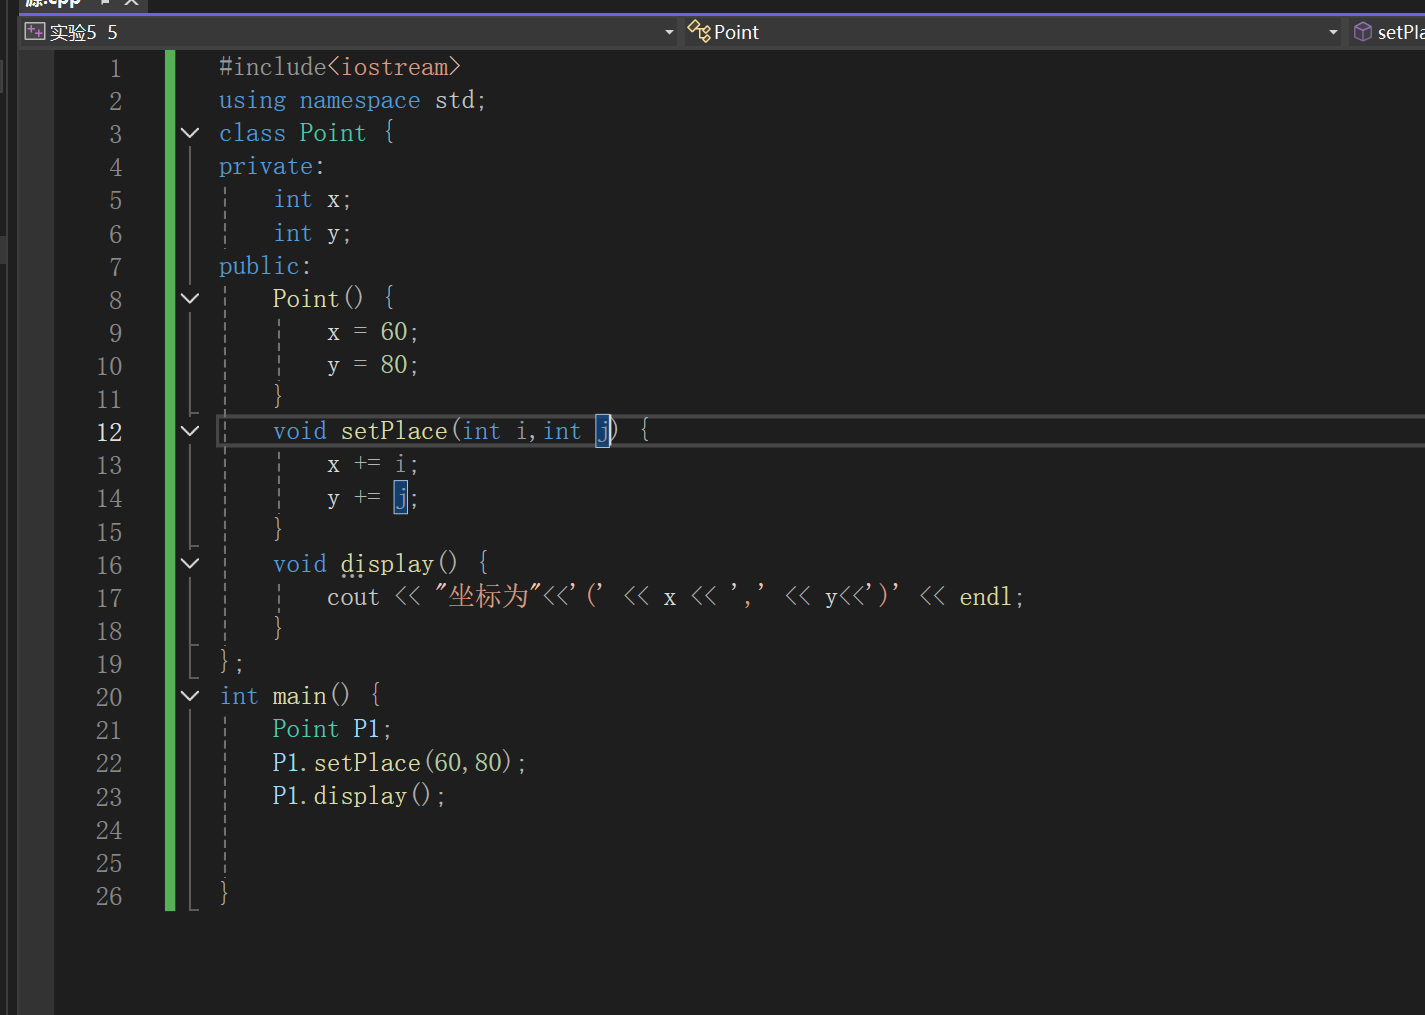 源.cpp
实验5 5
Point
setPla
1 #include<iostream>
2 using namespace std;
3 class Point {
4 private:
5 int x;
6 int y;
7 public:
8 Point() {
9 x = 60;
10 y = 80;
11 }
12 void setPlace(int i,int j) {
13 x += i;
14 y += j;
15 }
16 void display() {
17 cout << "坐标为"<<'(' << x << ',' << y<<')' << endl;
18 }
19 };
20 int main() {
21 Point P1;
22 P1.setPlace(60,80);
23 P1.display();
24
25
26 }